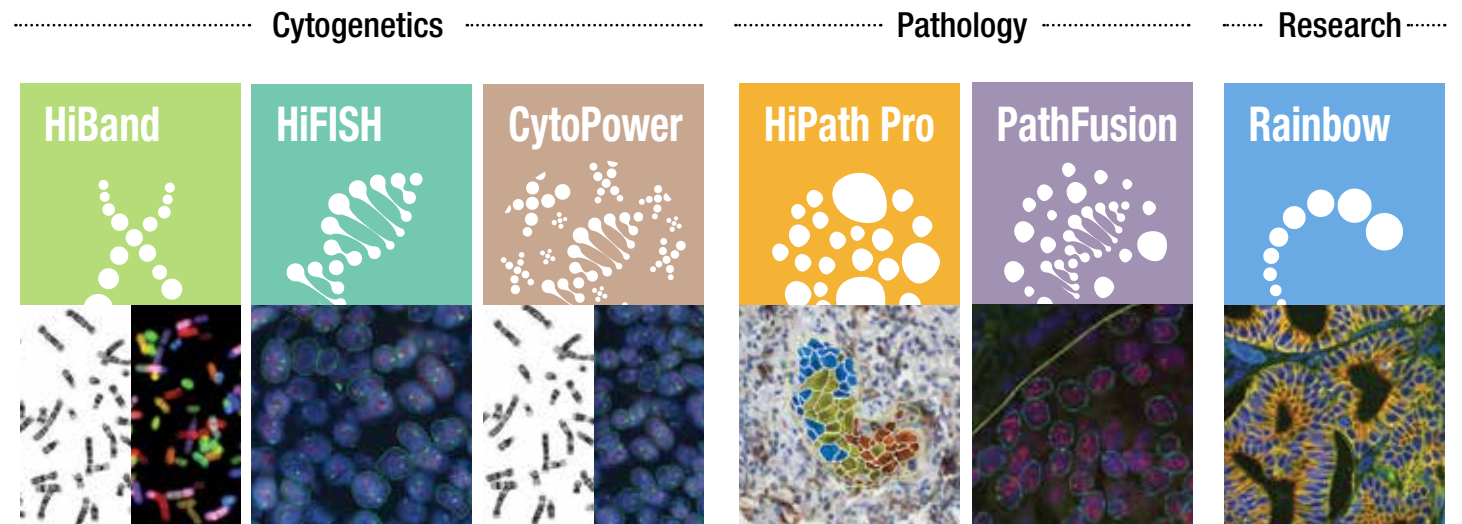 Cytogenetics
Pathology
Research
HiBand
HiFISH
CytoPower
HiPath Pro
PathFusion
Rainbow